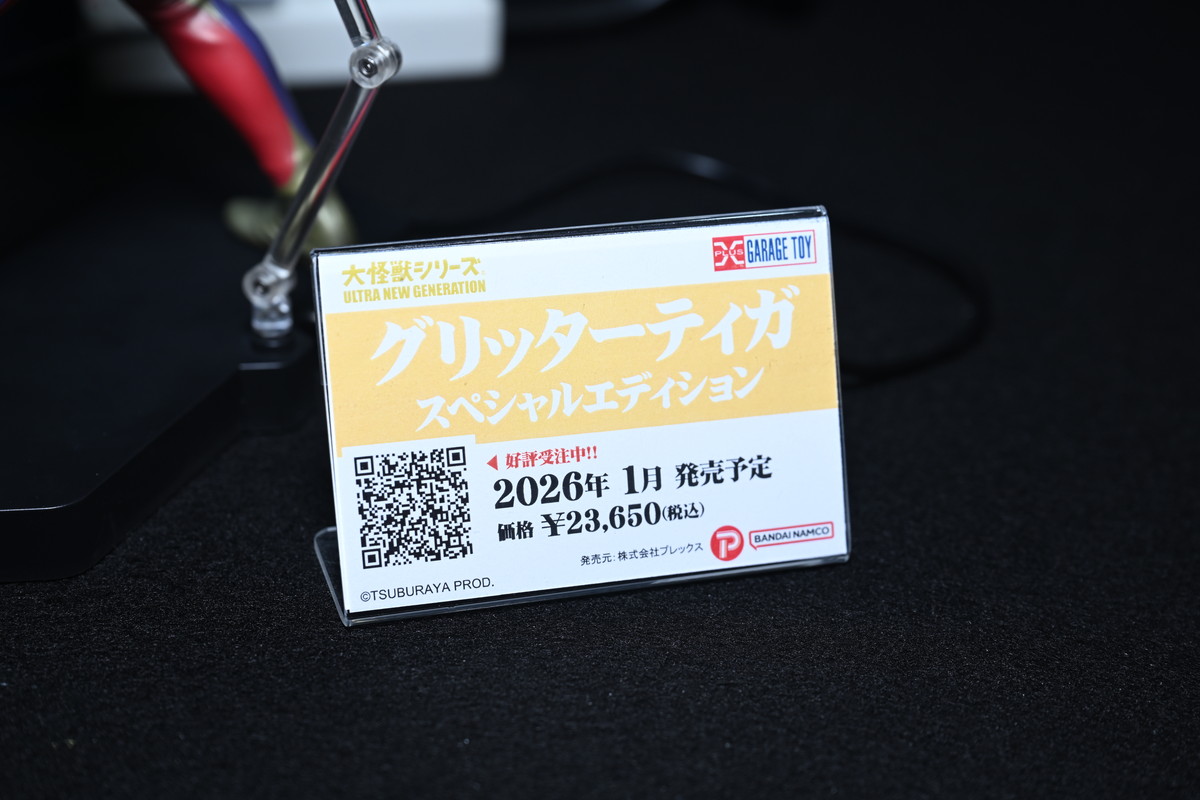 大怪獣シリーズ
ULTRA NEW GENERATION
X PLUS GARAGE TOY
グリッターティガ
スペシャルエディション
◀ 好評受注中!!
2026年 1月 発売予定
価格 ¥23,650(税込)
発売元: 株式会社プレックス
BANDAI NAMCO
©TSUBURAYA PROD.